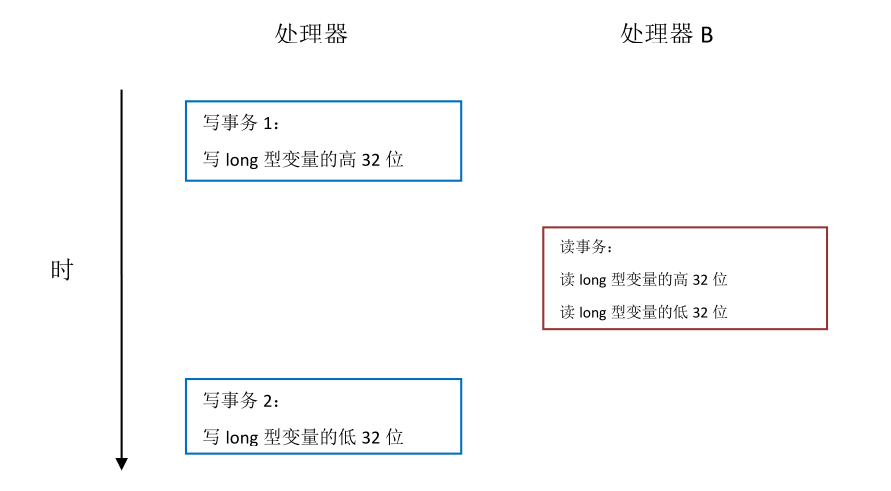 处理器
处理器 B
写事务 1：
写 long 型变量的高 32 位
读事务：
读 long 型变量的高 32 位
读 long 型变量的低 32 位
时
写事务 2：
写 long 型变量的低 32 位